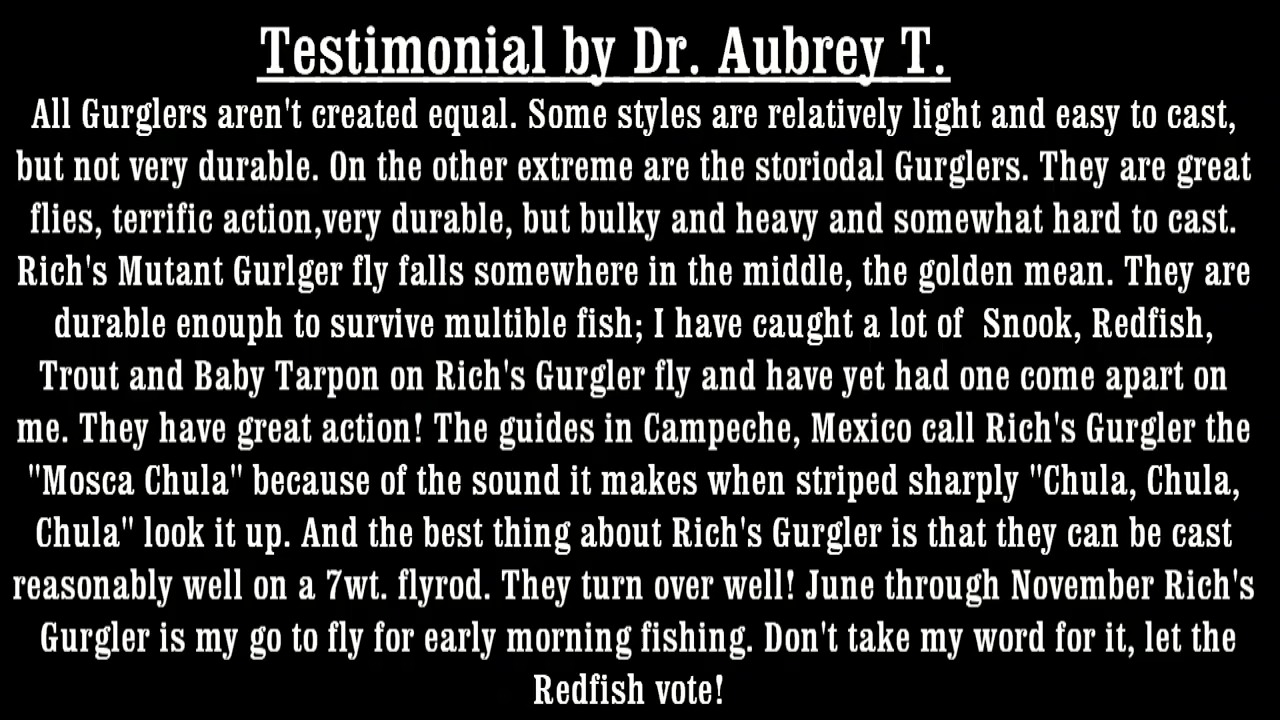 Testimonial by Dr. Aubrey T.
All Gurglers aren't created equal. Some styles are relatively light and easy to cast,
but not very durable. On the other extreme are the storiodal Gurglers. They are great
flies, terrific action,very durable, but bulky and heavy and somewhat hard to cast.
Rich's Mutant Gurlger fly falls somewhere in the middle, the golden mean. They are
durable enouph to survive multible fish; I have caught a lot of  Snook, Redfish,
Trout and Baby Tarpon on Rich's Gurgler fly and have yet had one come apart on
me. They have great action! The guides in Campeche, Mexico call Rich's Gurgler the
"Mosca Chula" because of the sound it makes when striped sharply "Chula, Chula,
Chula" look it up. And the best thing about Rich's Gurgler is that they can be cast
reasonably well on a 7wt. flyrod. They turn over well! June through November Rich's
Gurgler is my go to fly for early morning fishing. Don't take my word for it, let the
Redfish vote!